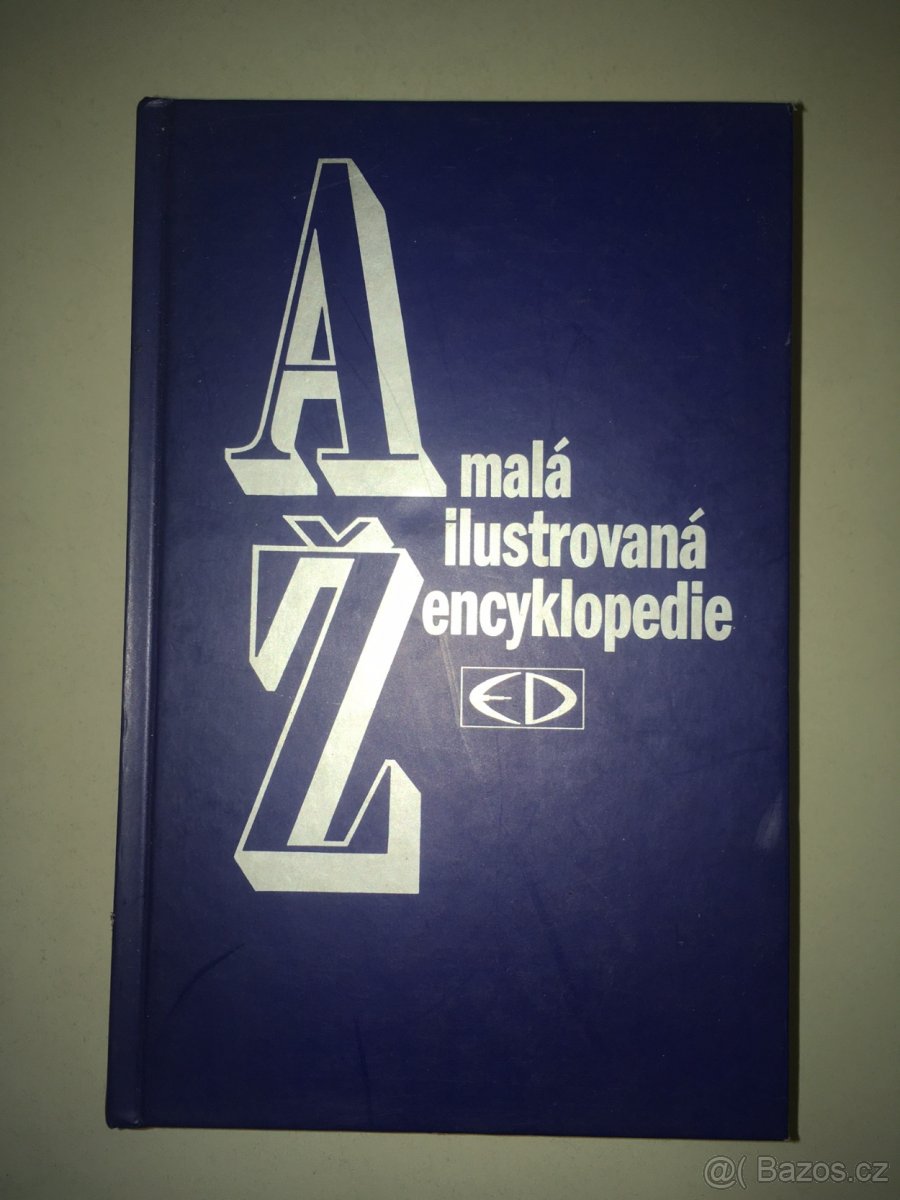 A
Ž
malá
ilustrovaná
encyklopedie
ED
@( Bazos.cz